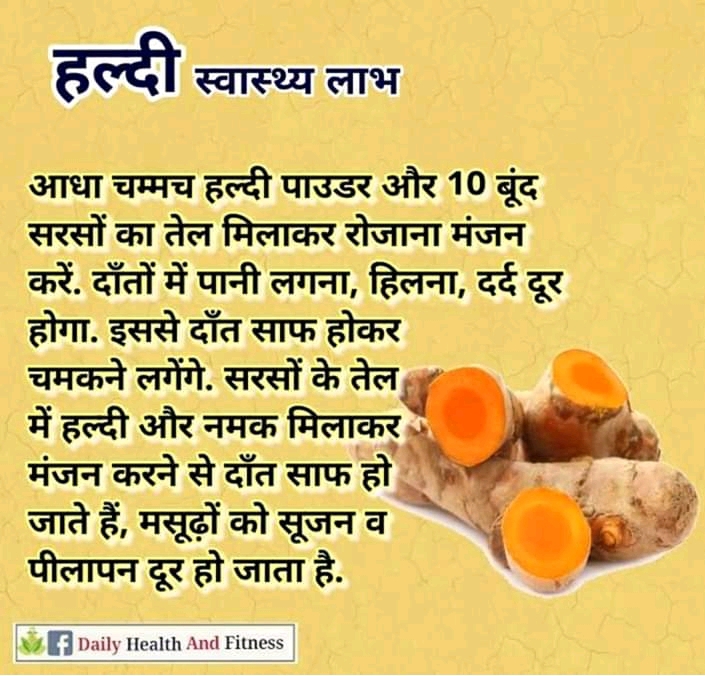 हल्दी स्वास्थ्य लाभ
आधा चम्मच हल्दी पाउडर और 10 बूंद
सरसों का तेल मिलाकर रोजाना मंजन
करें. दाँतों में पानी लगना, हिलना, दर्द दूर
होगा. इससे दाँत साफ होकर
चमकने लगेंगे. सरसों के तेल
में हल्दी और नमक मिलाकर
मंजन करने से दाँत साफ हो
जाते हैं, मसूढ़ों को सूजन व
पीलापन दूर हो जाता है.
f Daily Health And Fitness